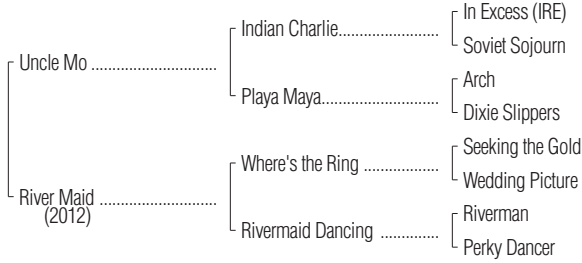 In Excess (IRE)
Indian Charlie.......................
Soviet Sojourn
Uncle Mo .............................
Arch
Playa Maya...........................
Dixie Slippers
Seeking the Gold
Where's the Ring .................
Wedding Picture
River Maid ...........................
(2012)
Riverman
Rivermaid Dancing .............
Perky Dancer